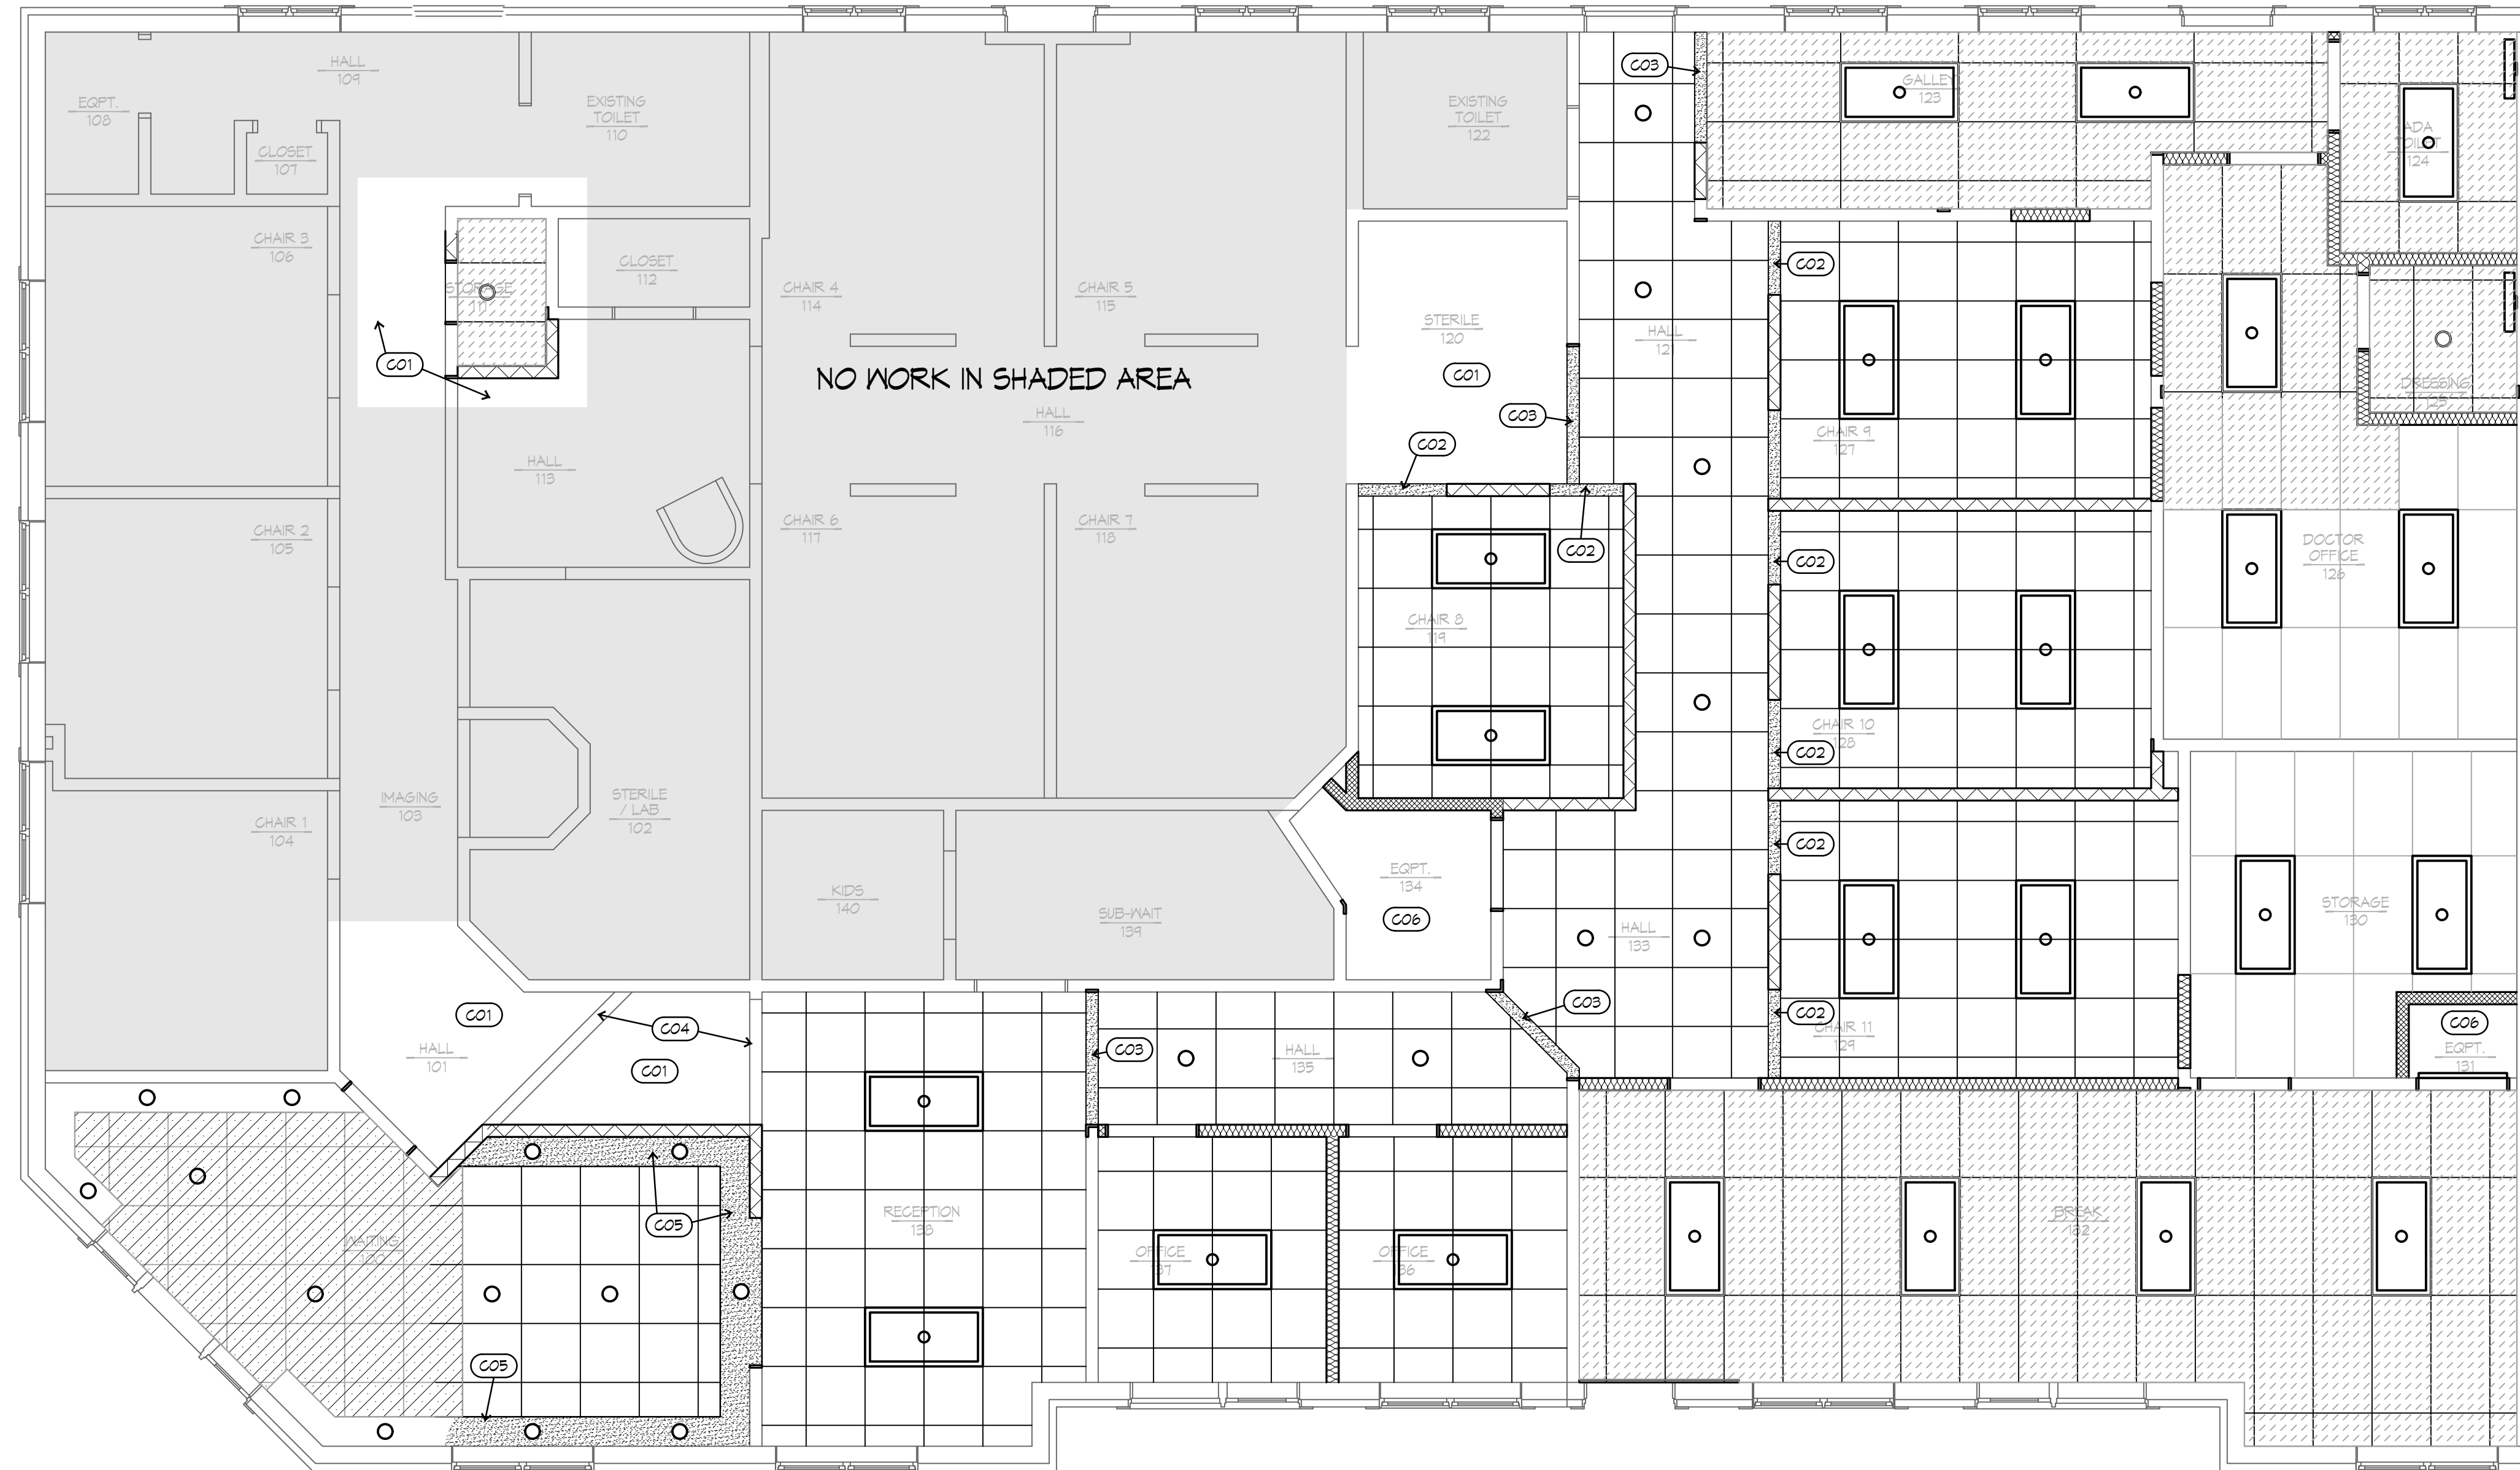 HALL
109
EQPT.
108
EXISTING
TOILET
110
CLOSET
107
EXISTING
TOILET
122
C03
GALLEY
123
ADA
TOILET
124
CHAIR 3
106
STORAGE
111
CLOSET
112
CHAIR 4
114
CHAIR 5
115
C02
STERILE
120
HALL
121
C01
C01
NO WORK IN SHADED AREA
DRESSING
125
HALL
116
C03
C02
CHAIR 9
127
HALL
113
CHAIR 2
105
CHAIR 6
117
CHAIR 7
118
C02
C02
DOCTOR
OFFICE
126
CHAIR 8
119
CHAIR 10
128
C02
IMAGING
103
STERILE
/ LAB
102
CHAIR 1
104
C02
EQPT.
134
C06
KIDS
140
SUB-WAIT
139
HALL
133
STORAGE
130
C01
C04
C03
C02
CHAIR 11
129
C06
EQPT.
131
HALL
101
C01
C03
HALL
135
C05
RECEPTION
138
WAITING
100
OFFICE
137
OFFICE
136
BREAK
132
C05